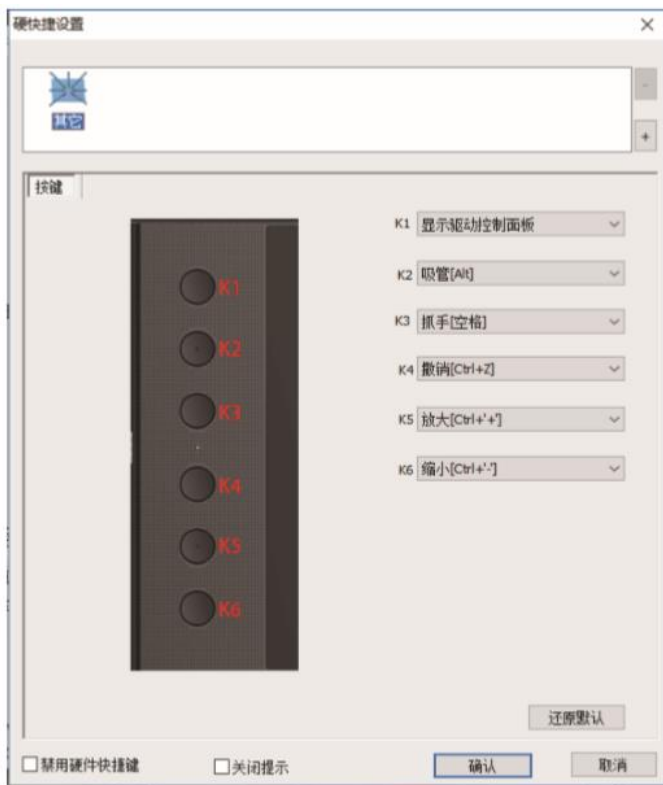 硬快捷设置
其它
-
+
按键
K1 显示驱动控制面板
K2 吸管[Alt]
K3 抓手[空格]
K4 撤销[Ctrl+Z]
K5 放大[Ctrl+'+']
K6 缩小[Ctrl+'-']
K1
K2
K3
K4
K5
K6
还原默认
禁用硬件快捷键
关闭提示
确认
取消